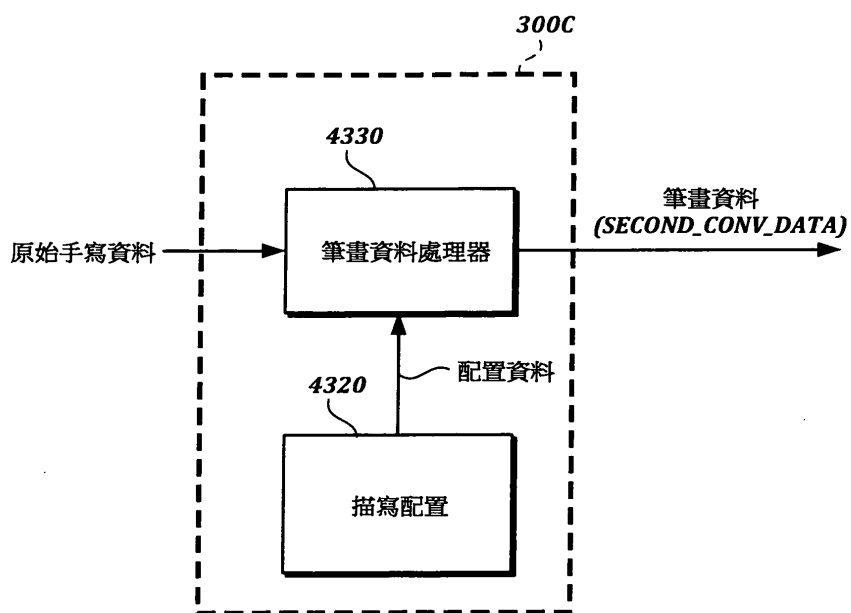 300C
4330
筆畫資料
(SECOND_CONV_DATA)
原始手寫資料
筆畫資料處理器
配置資料
4320
描寫配置